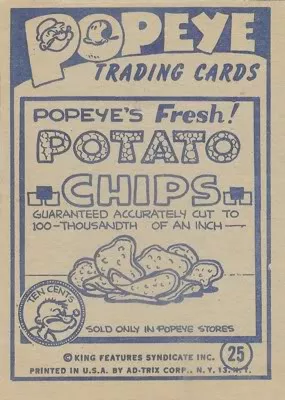 POPEYE
TRADING CARDS
POPEYE'S Fresh!
POTATO
CHIPS
GUARANTEED ACCURATELY CUT TO
100-THOUSANDTH OF AN INCH
TEN CENTS
SOLD ONLY IN POPEYE STORES
© KING FEATURES SYNDICATE INC.
25
PRINTED IN U.S.A. BY AD-TRIX CORP., N.Y. 13, N.Y.